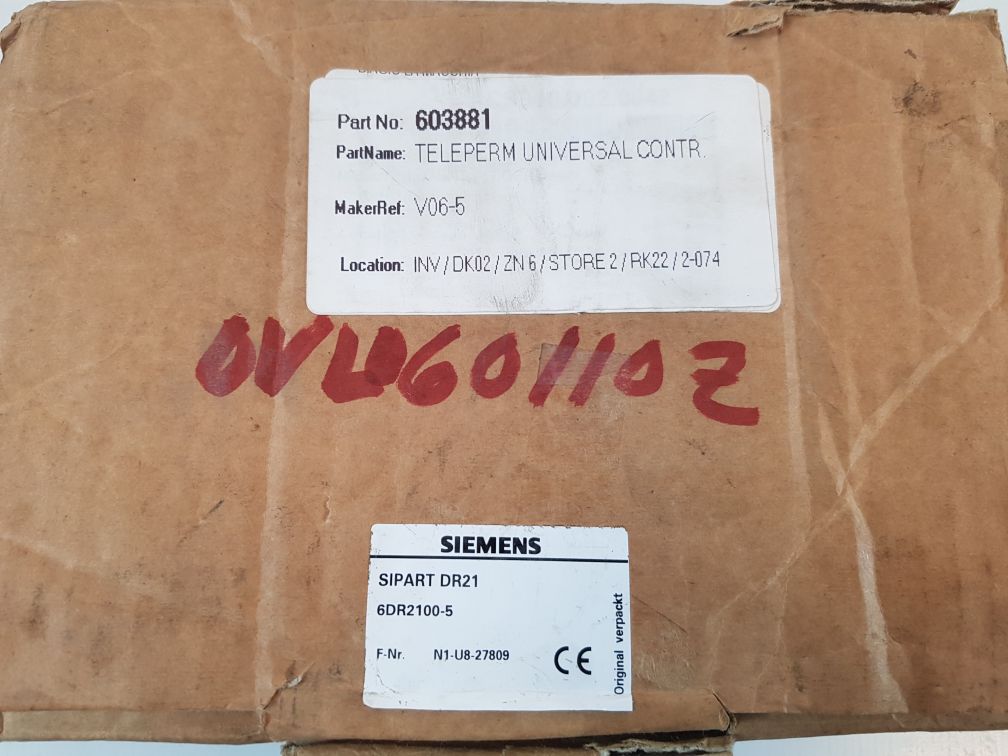 Part No: 603881
PartName: TELEPERM UNIVERSAL CONTR.
MakerRef: V06-5
Location: INV / DK02 / ZN 6 / STORE 2 / RK22 / 2-074
SIEMENS
SIPART DR21
6DR2100-5
F-Nr. N1-U8-27809
CE
Original verpackt